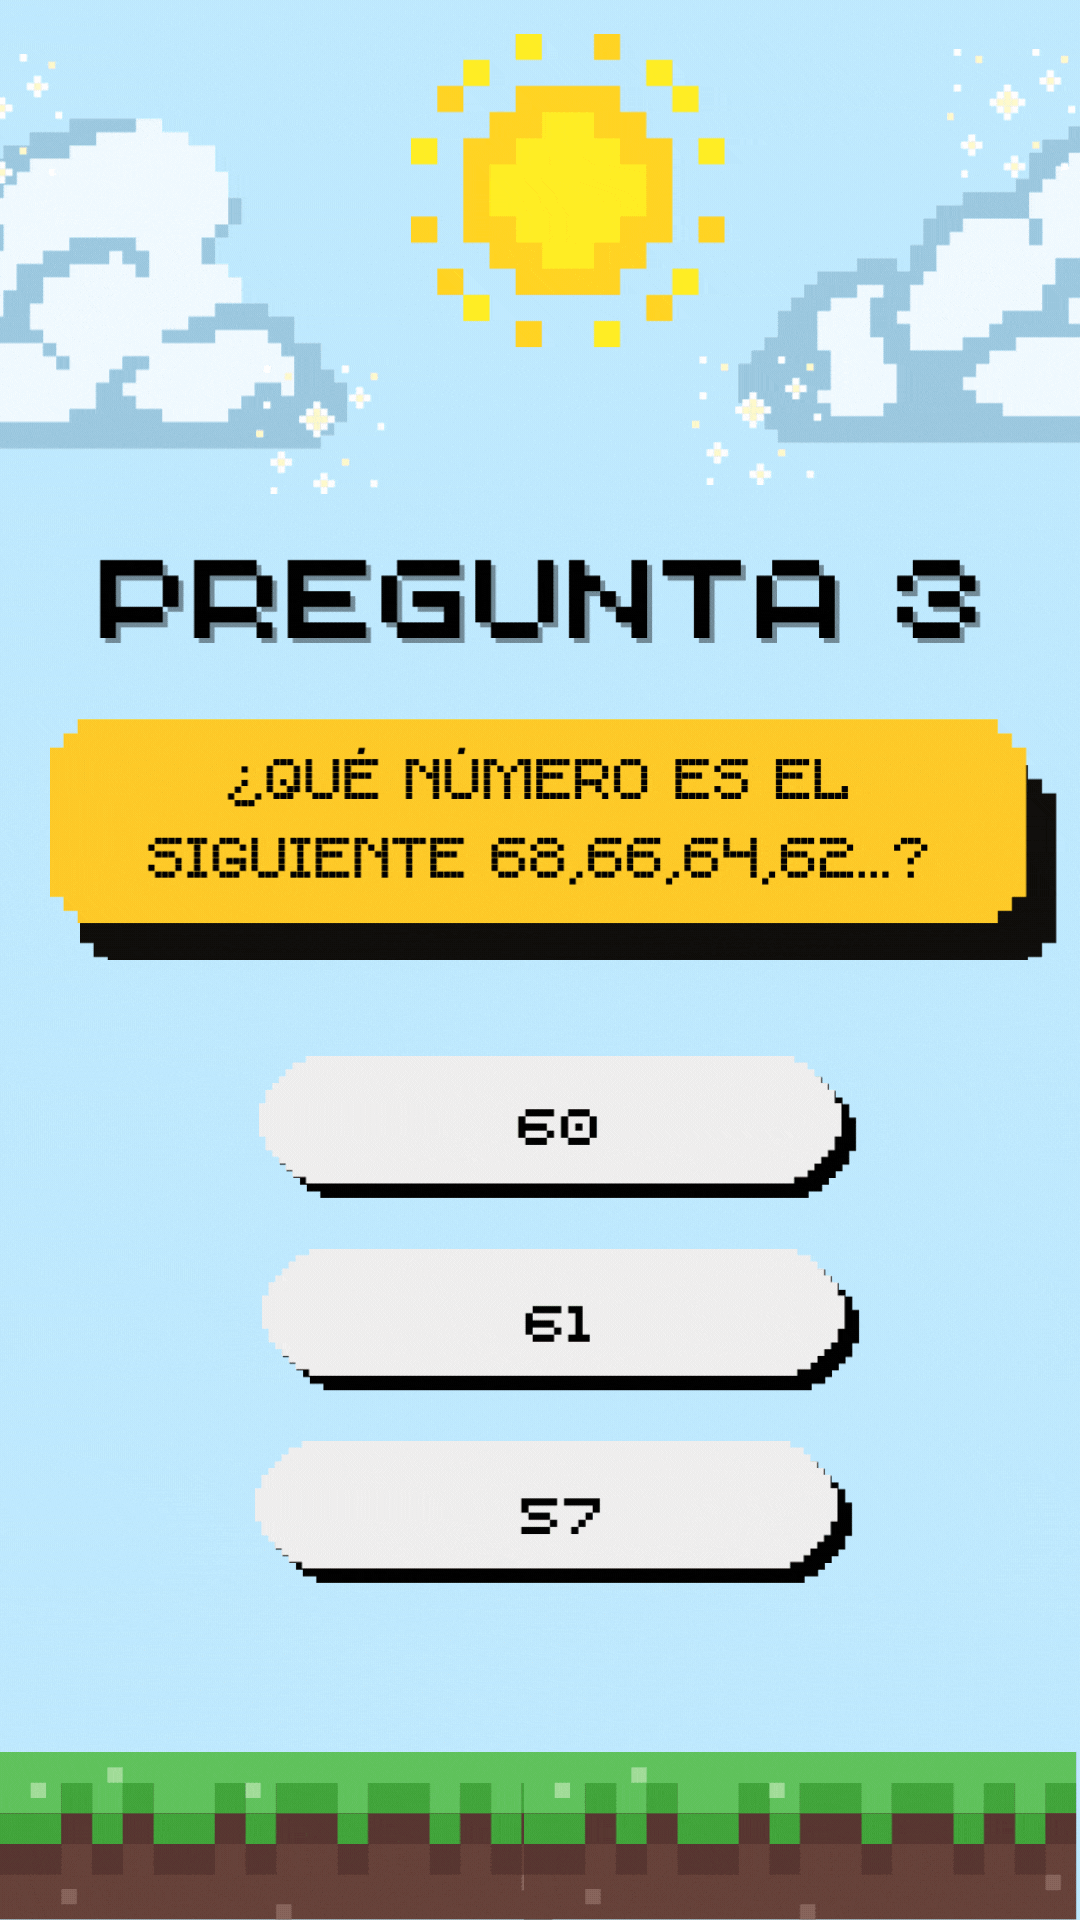 PREGUNTA 3
¿QUÉ NÚMERO ES EL
SIGUIENTE 68,66,64,62...?
60
61
57